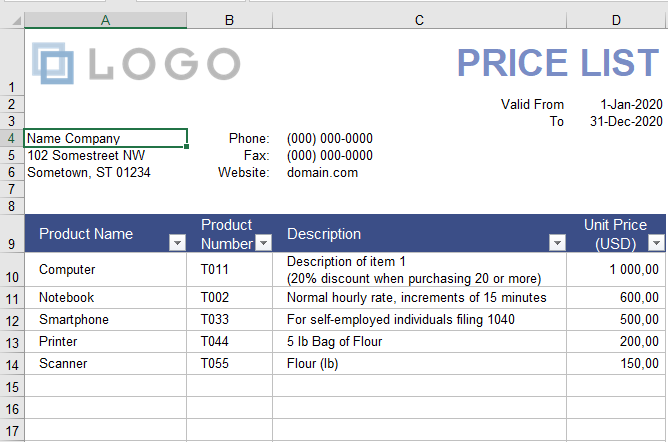 A B C D
1 LOGO PRICE LIST
2 Valid From 1-Jan-2020
3 To 31-Dec-2020
4 Name Company Phone: (000) 000-0000
5 102 Somestreet NW Fax: (000) 000-0000
6 Sometown, ST 01234 Website: domain.com
7
8
9 Product Name Product Number Description Unit Price (USD)
10 Computer T011 Description of item 1 (20% discount when purchasing 20 or more) 1 000,00
11 Notebook T002 Normal hourly rate, increments of 15 minutes 600,00
12 Smartphone T033 For self-employed individuals filing 1040 500,00
13 Printer T044 5 lb Bag of Flour 200,00
14 Scanner T055 Flour (lb) 150,00
15
16
17